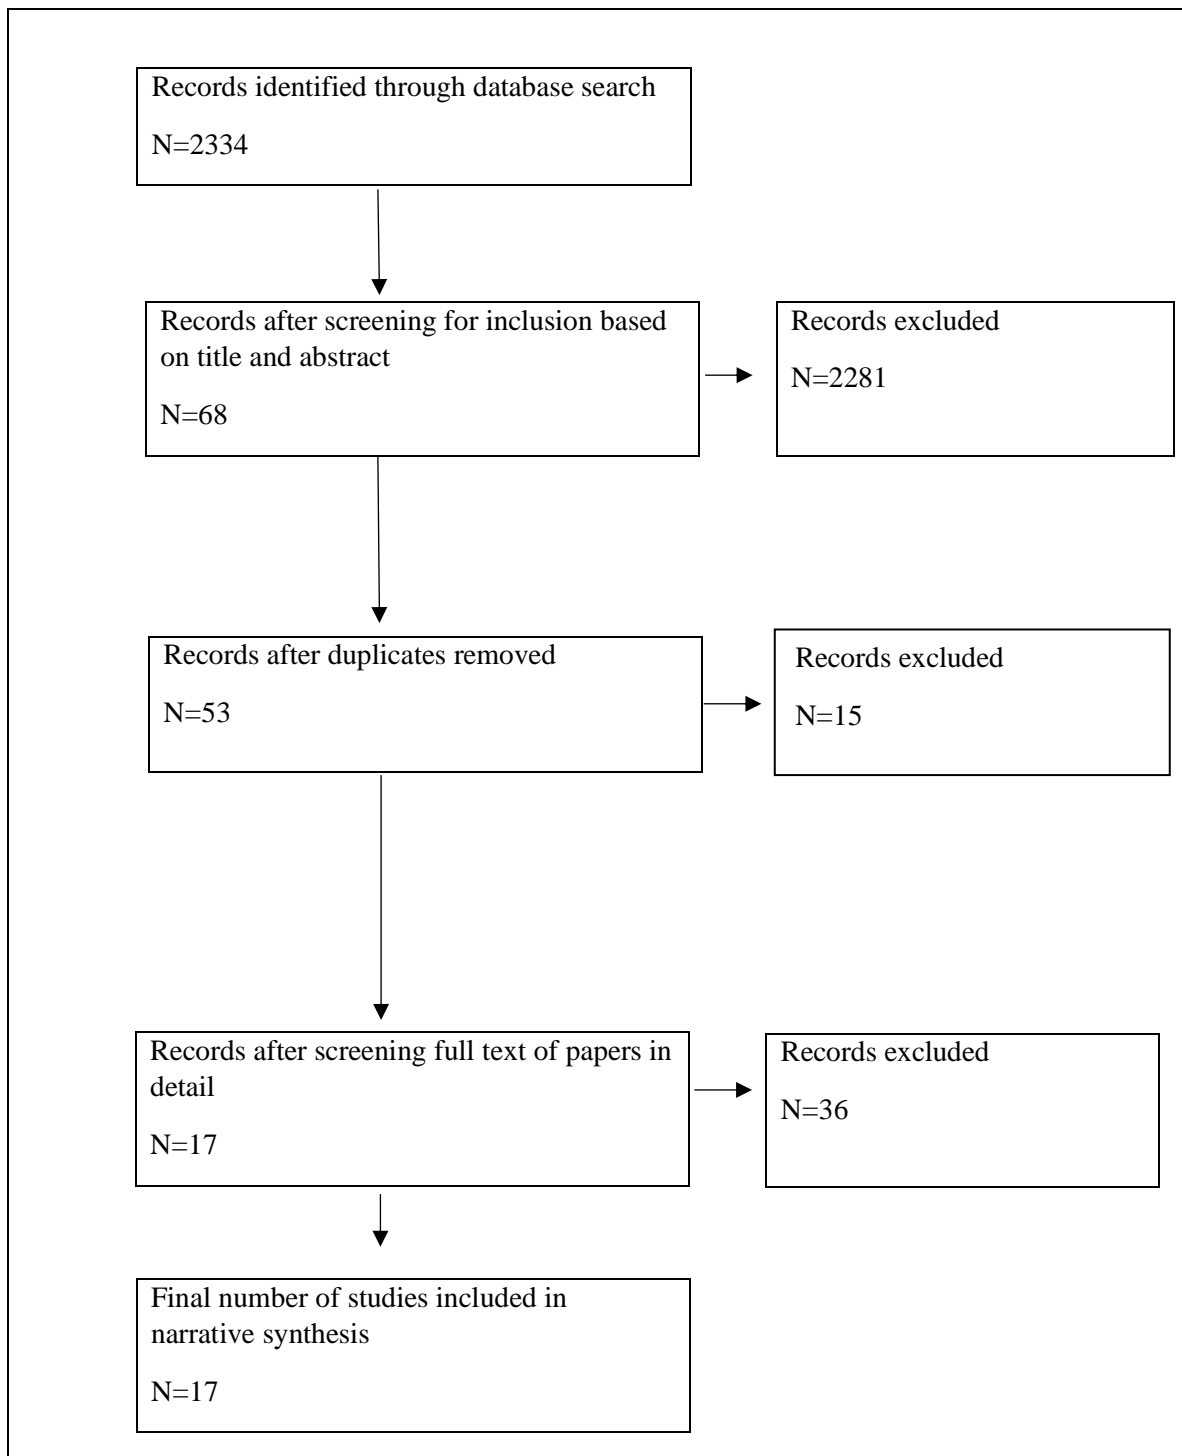 Records identified through database search
N=2334
Records after screening for inclusion based
on title and abstract
N=68
Records excluded
N=2281
Records after duplicates removed
N=53
Records excluded
N=15
Records after screening full text of papers in
detail
N=17
Records excluded
N=36
Final number of studies included in
narrative synthesis
N=17